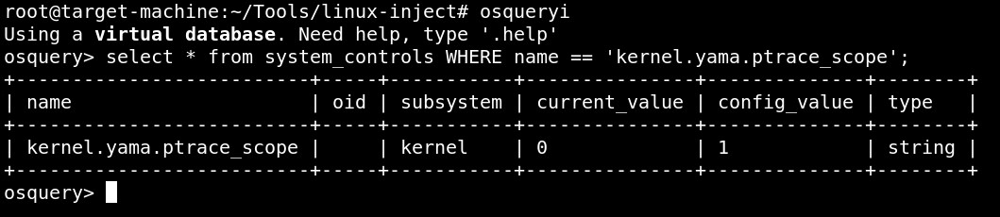 root@target-machine:~/Tools/linux-inject# osqueryi
Using a virtual database. Need help, type '.help'
osquery> select * from system_controls WHERE name == 'kernel.yama.ptrace_scope';
+--------------------------+-----+-----------+---------------+--------------+--------+
| name                     | oid | subsystem | current_value | config_value | type   |
+--------------------------+-----+-----------+---------------+--------------+--------+
| kernel.yama.ptrace_scope |     | kernel    | 0             | 1            | string |
+--------------------------+-----+-----------+---------------+--------------+--------+
osquery>